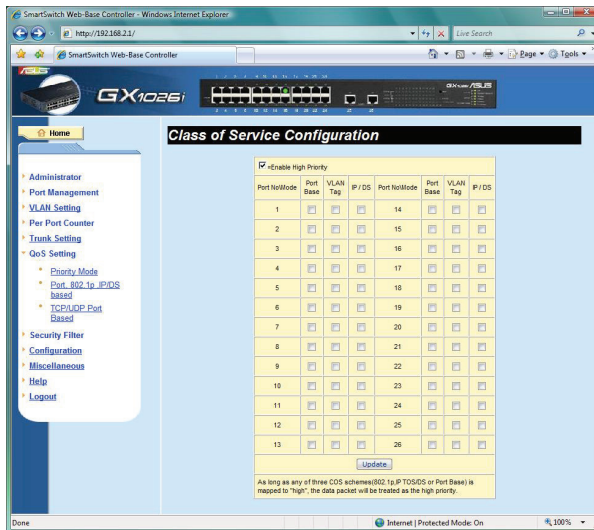 SmartSwitch Web-Base Controller - Windows Internet Explorer
http://192.168.2.1/
Live Search
SmartSwitch Web-Base Controller
Page
Tools
ASUS
GX1026i
ASUS
Home
Administrator
Port Management
VLAN Setting
Per Port Counter
Trunk Setting
QoS Setting
Priority Mode
Port, 802.1p ,IP/DS
based
TCP/UDP Port
Based
Security Filter
Configuration
Miscellaneous
Help
Logout
Class of Service Configuration
=Enable High Priority
Port No\Mode Port Base VLAN Tag IP / DS Port No\Mode Port Base VLAN Tag IP / DS
1 14
2 15
3 16
4 17
5 18
6 19
7 20
8 21
9 22
10 23
11 24
12 25
13 26
Update
As long as any of three COS schemes(802.1p,IP TOS/DS or Port Base) is
mapped to "high", the data packet will be treated as the high priority.
Done
Internet | Protected Mode: On
100%